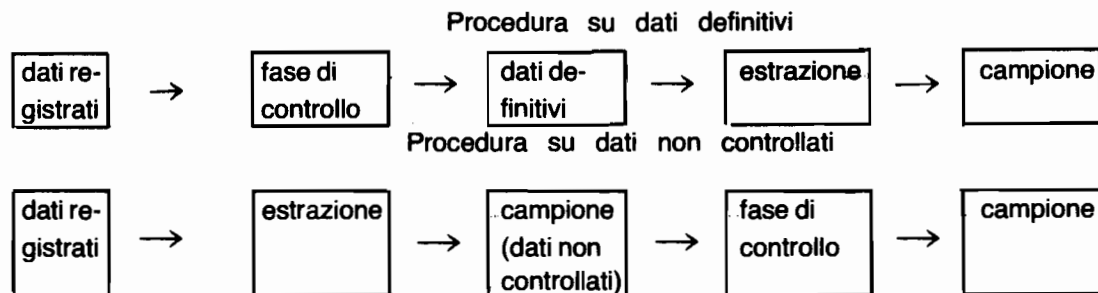 Procedura su dati definitivi
dati re-
gistrati
→
fase di
controllo
→
dati de-
finitivi
→
estrazione
→
campione
Procedura su dati non controllati
dati re-
gistrati
→
estrazione
→
campione
(dati non
controllati)
→
fase di
controllo
→
campione